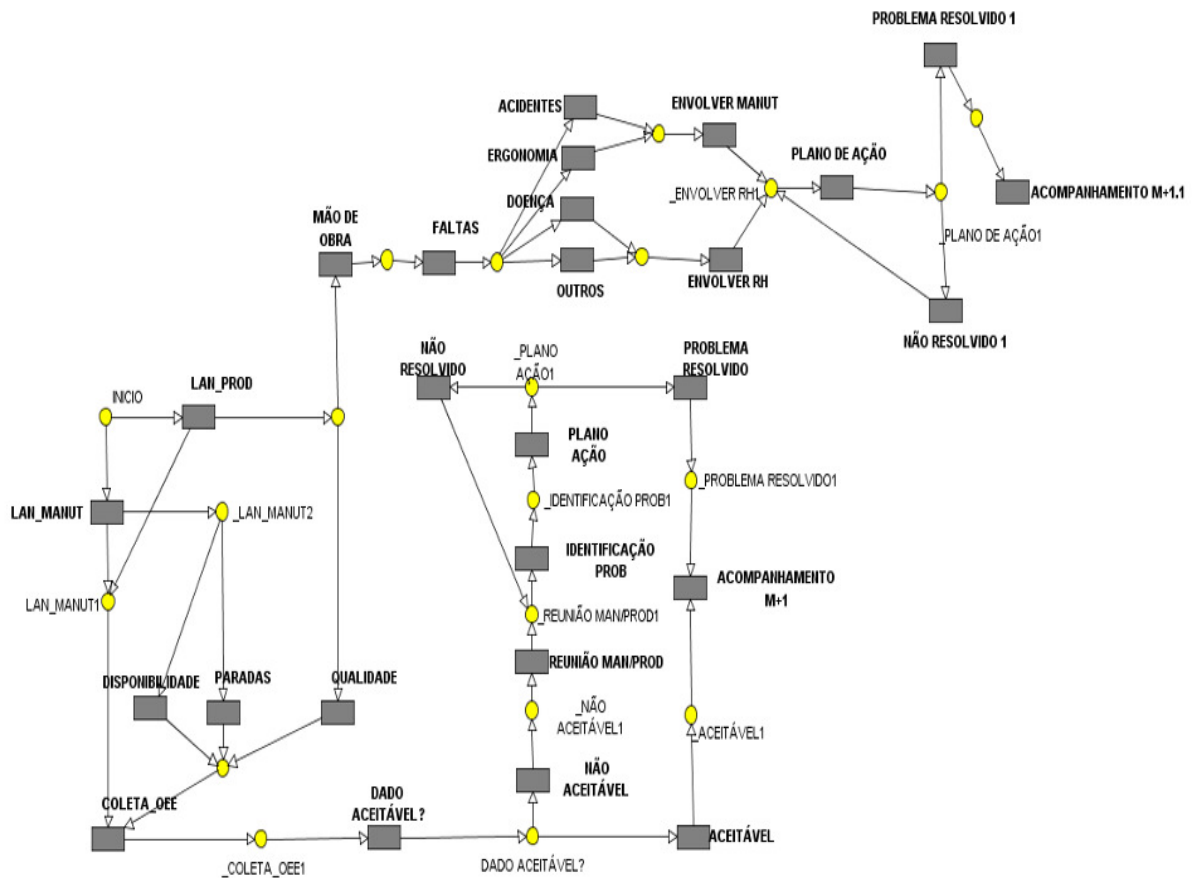 PROBLEMA RESOLVIDO 1
ACIDENTES
ENVOLVER MANUT
ERGONOMIA
PLANO DE AÇÃO
_ENVOLVER RH1
ACOMPANHAMENTO M+1.1
DOENÇA
MÃO DE
OBRA
FALTAS
_PLANO DE AÇÃO1
OUTROS
ENVOLVER RH
NÃO RESOLVIDO 1
NÃO
RESOLVIDO
_PLANO
AÇÃO1
PROBLEMA
RESOLVIDO
LAN_PROD
INICIO
PLANO
AÇÃO
_PROBLEMA RESOLVIDO1
_IDENTIFICAÇÃO PROB1
LAN_MANUT
_LAN_MANUT2
IDENTIFICAÇÃO
PROB
ACOMPANHAMENTO
M+1
LAN_MANUT1
_REUNIÃO MAN/PROD1
REUNIÃO MAN/PROD
DISPONIBILIDADE
PARADAS
QUALIDADE
_NÃO
ACEITÁVEL1
_ACEITÁVEL1
NÃO
ACEITÁVEL
COLETA_OEE
DADO
ACEITÁVEL?
ACEITÁVEL
_COLETA_OEE1
DADO ACEITÁVEL?